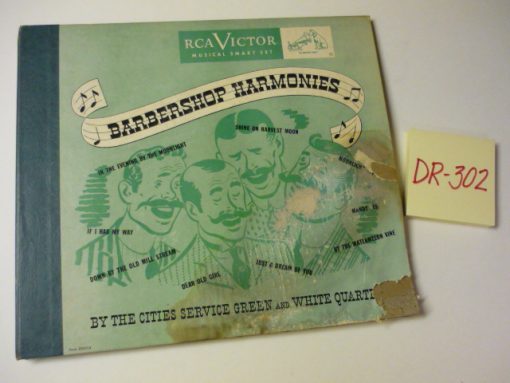 RCA VICTOR
MUSICAL SMART SET
BARBERSHOP HARMONIES
SHINE ON HARVEST MOON
IN THE EVENING BY THE MOONLIGHT
MOONLIGHT
IF I HAD MY WAY
MANDY
DOWN BY THE OLD MILL STREAM
BY THE WATERMELON VINE
DEAR OLD GIRL
JUST A DREAM OF YOU
BY THE CITIES SERVICE GREEN AND WHITE
DR-302